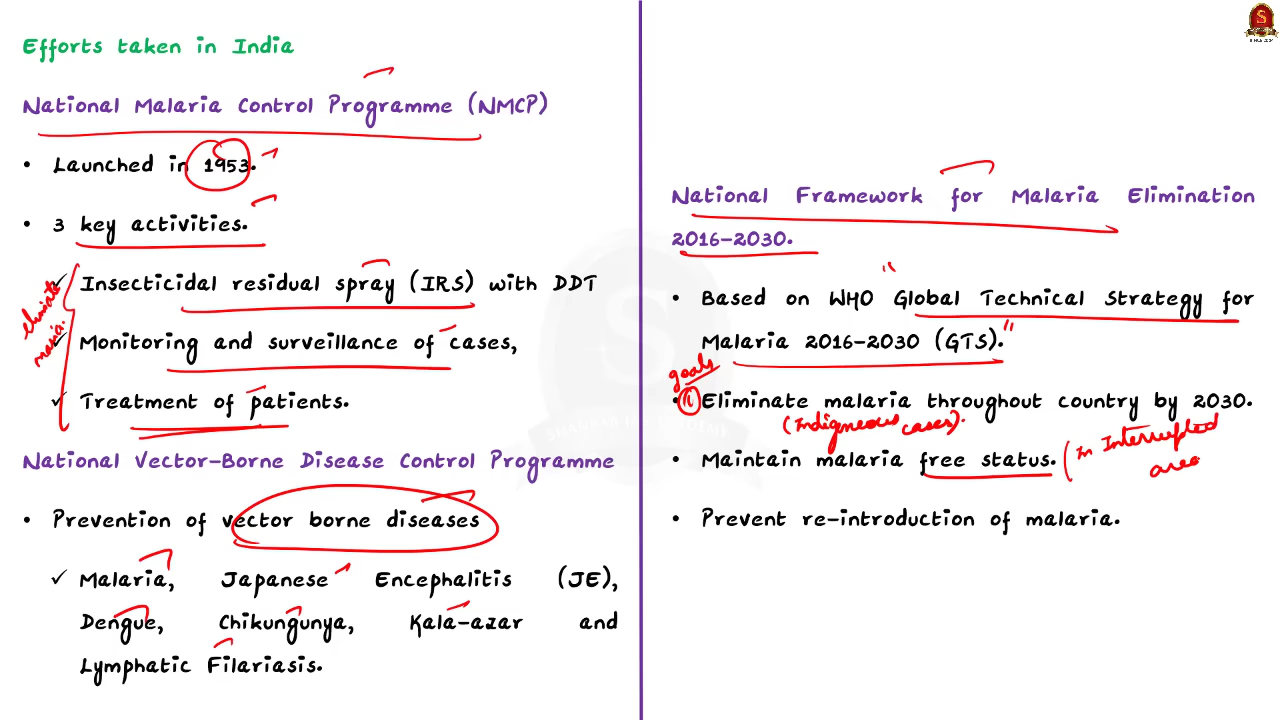 Efforts taken in India
National Malaria Control Programme (NMCP)
• Launched in 1953.
• 3 key activities.
✓ Insecticidal residual spray (IRS) with DDT
✓ Monitoring and surveillance of cases,
✓ Treatment of patients.
eliminate
National Vector-Borne Disease Control Programme
• Prevention of vector borne diseases
✓ Malaria, Japanese Encephalitis (JE),
Dengue, Chikungunya, Kala-azar and
Lymphatic Filariasis.
National Framework for Malaria Elimination
2016-2030.
• Based on WHO "Global Technical Strategy for
Malaria 2016-2030 (GTS)."
goals
• Eliminate malaria throughout country by 2030.
(Indigneous cases).
• Maintain malaria free status. (In Interrupted
area
• Prevent re-introduction of malaria.